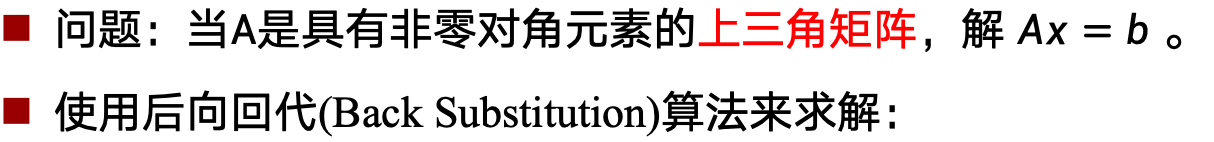 ■ 问题：当A是具有非零对角元素的上三角矩阵，解 Ax = b 。
■ 使用后向回代(Back Substitution)算法来求解：